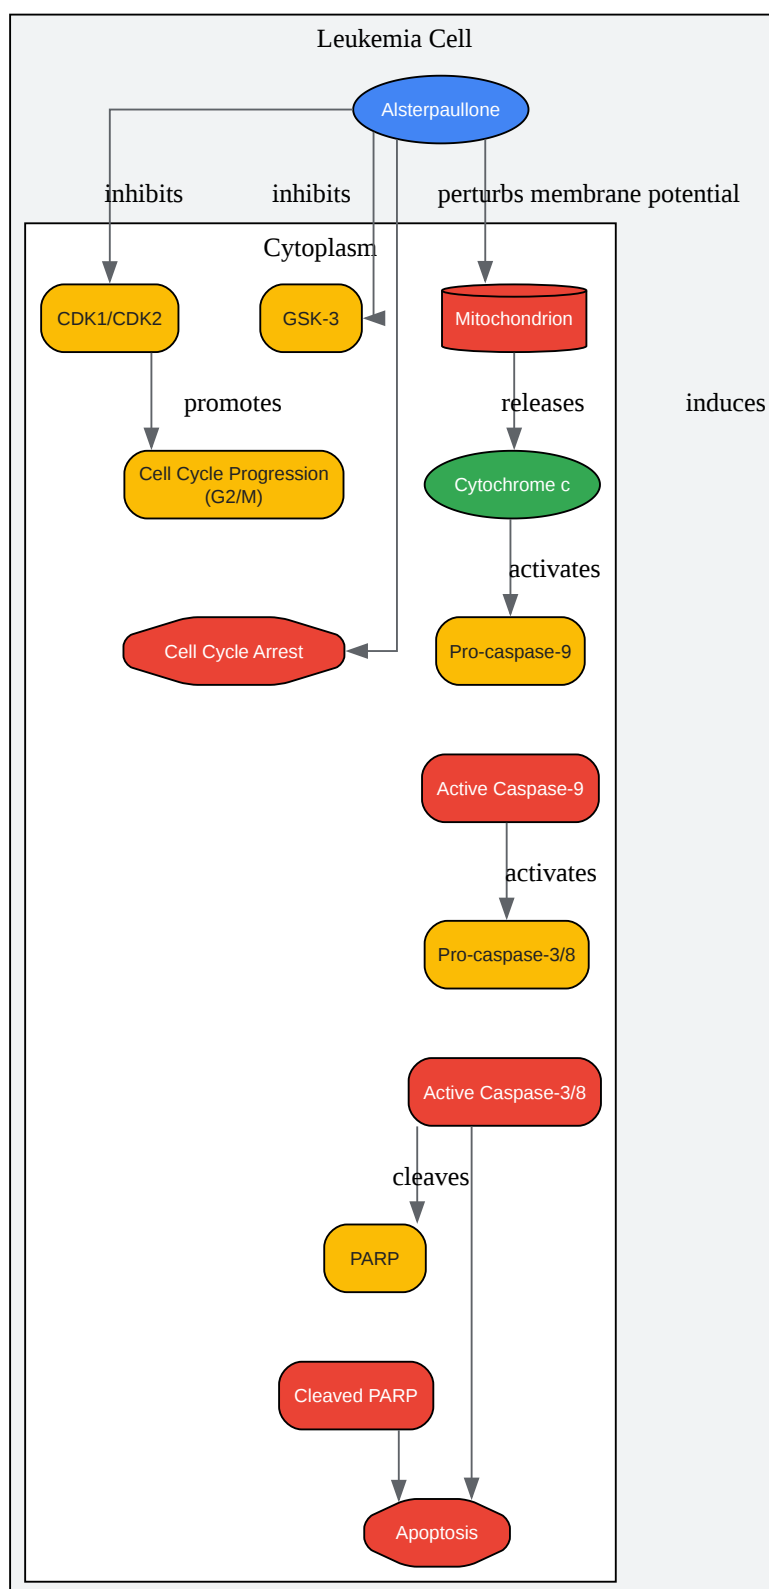 Leukemia Cell
Alsterpaullone
inhibits
inhibits
perturbs membrane potential
Cytoplasm
CDK1/CDK2
GSK-3
Mitochondrion
promotes
releases
induces
Cell Cycle Progression
(G2/M)
Cytochrome c
activates
Cell Cycle Arrest
Pro-caspase-9
Active Caspase-9
activates
Pro-caspase-3/8
Active Caspase-3/8
cleaves
PARP
Cleaved PARP
Apoptosis